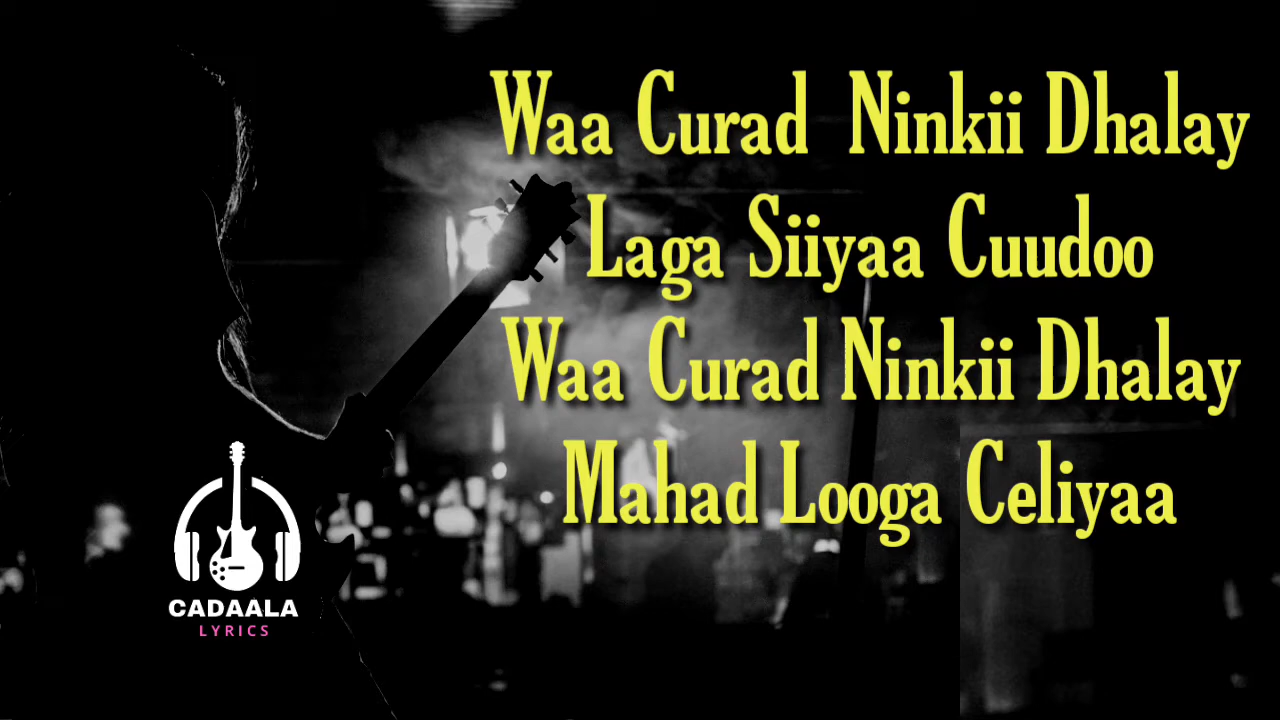 Waa Curad Ninkii Dhalay
Laga Siiyaa Cuudoo
Waa Curad Ninkii Dhalay
Mahad Looga Celiyaa
CADAALA
LYRICS